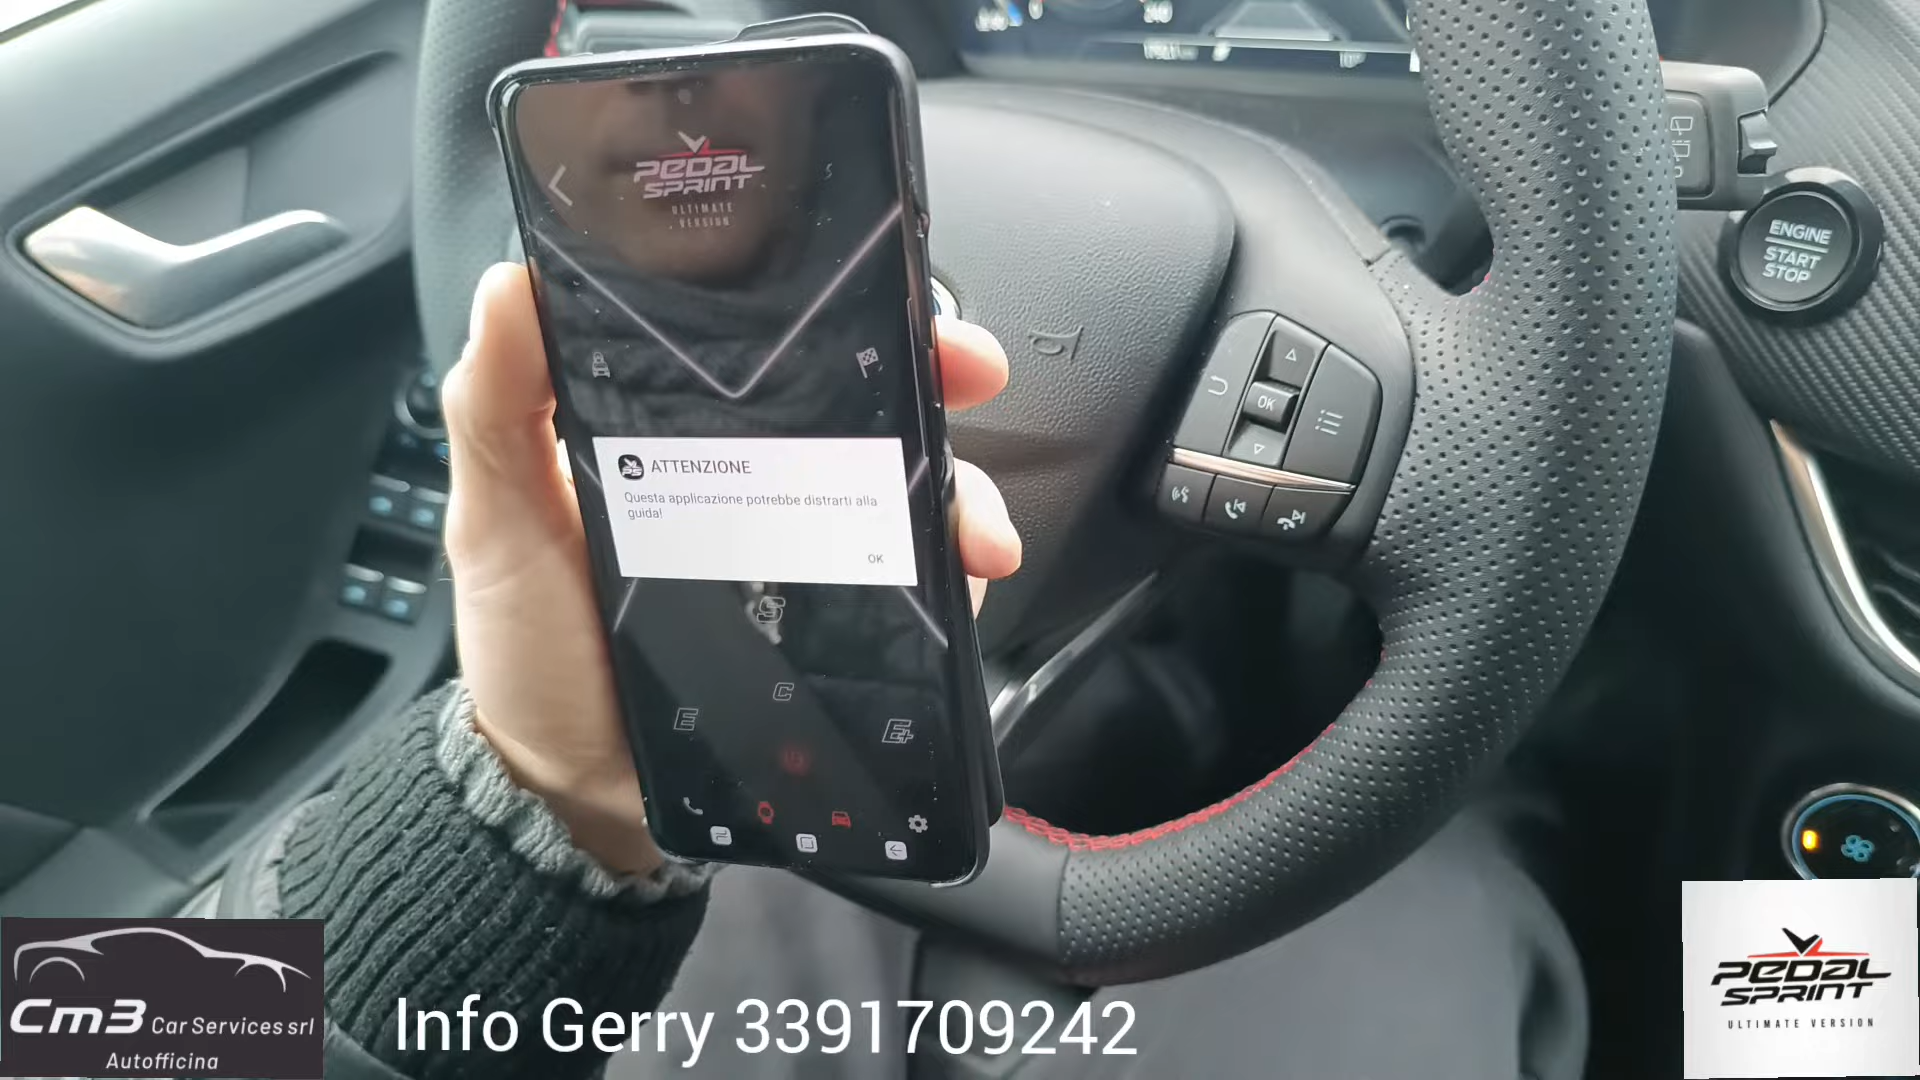 240
PEDAL
SPRINT
ULTIMATE
VERSION
S
ATTENZIONE
Questa applicazione potrebbe distrarti alla
guida!
OK
S
C
E
E+
OK
ENGINE
START
STOP
Cm3 Car Services srl
Autofficina
Info Gerry 3391709242
PEDAL
SPRINT
ULTIMATE VERSION